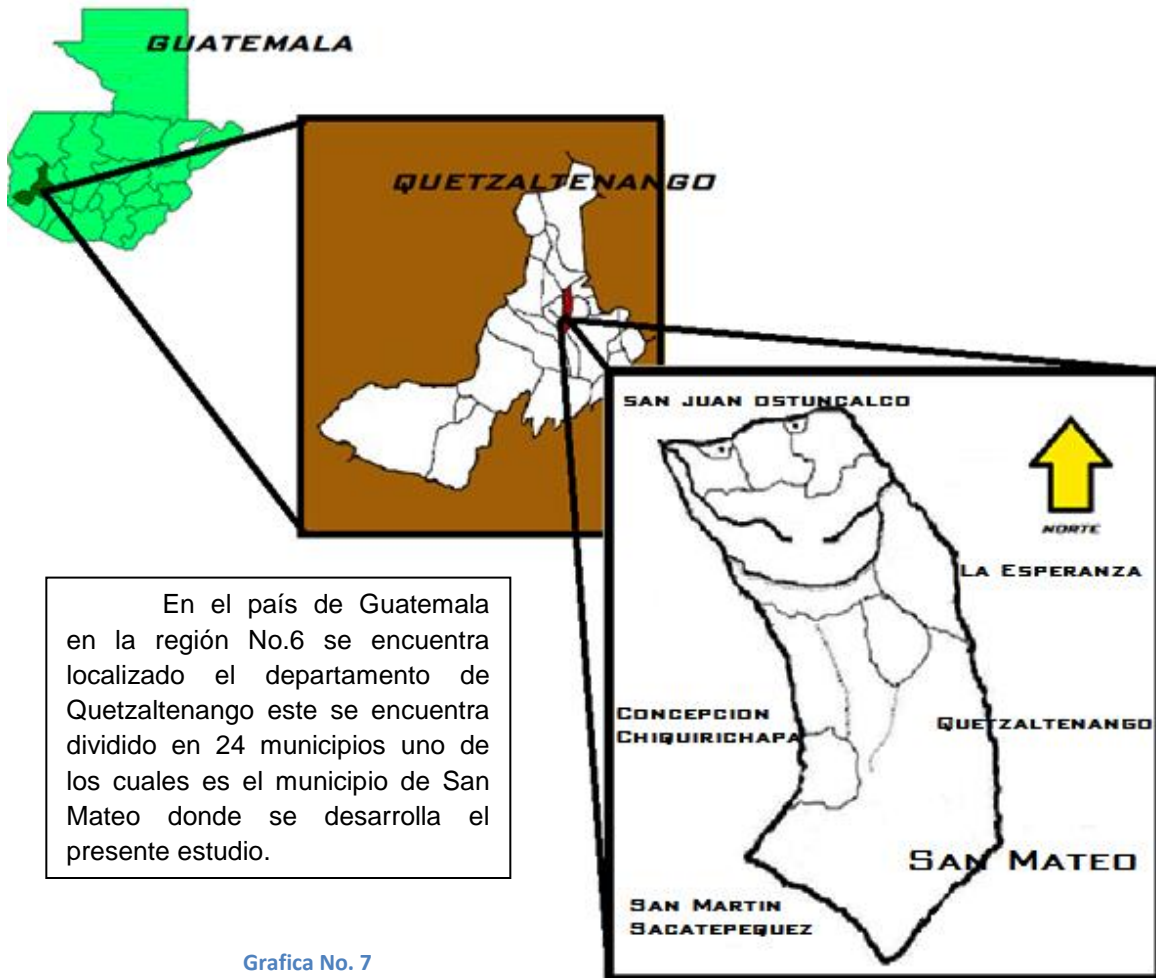 GUATEMALA
QUETZALTENANGO
SAN JUAN OSTUNCALCO
NORTE
LA ESPERANZA
CONCEPCION
CHIQUIRICHAPA
QUETZALTENANGO
SAN MATEO
SAN MARTIN
SACATEPEQUEZ
En el país de Guatemala
en la región No.6 se encuentra
localizado el departamento de
Quetzaltenango este se encuentra
dividido en 24 municipios uno de
los cuales es el municipio de San
Mateo donde se desarrolla el
presente estudio.
Grafica No. 7